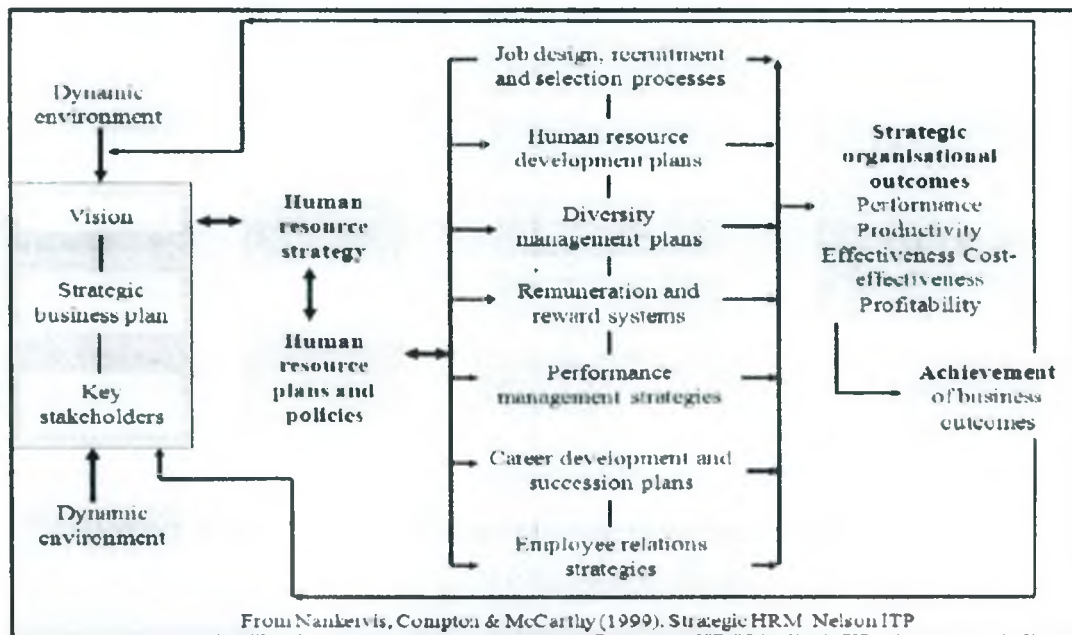 Dynamic
environment
Vision
Strategic
business plan
Key
stakeholders
Dynamic
environment
Human
resource
strategy
Human
resource
plans and
policies
Job design, recruitment
and selection processes
Human resource
development plans
Diversity
management plans
Remuneration and
reward systems
Performance
management strategies
Career development and
succession plans
Employee relations
strategies
Strategic
organisational
outcomes
Performance
Productivity
Effectiveness Cost-
effectiveness
Profitability
Achievement
of business
outcomes
From Nankervis, Compton & McCarthy (1999). Strategic HRM Nelson ITP